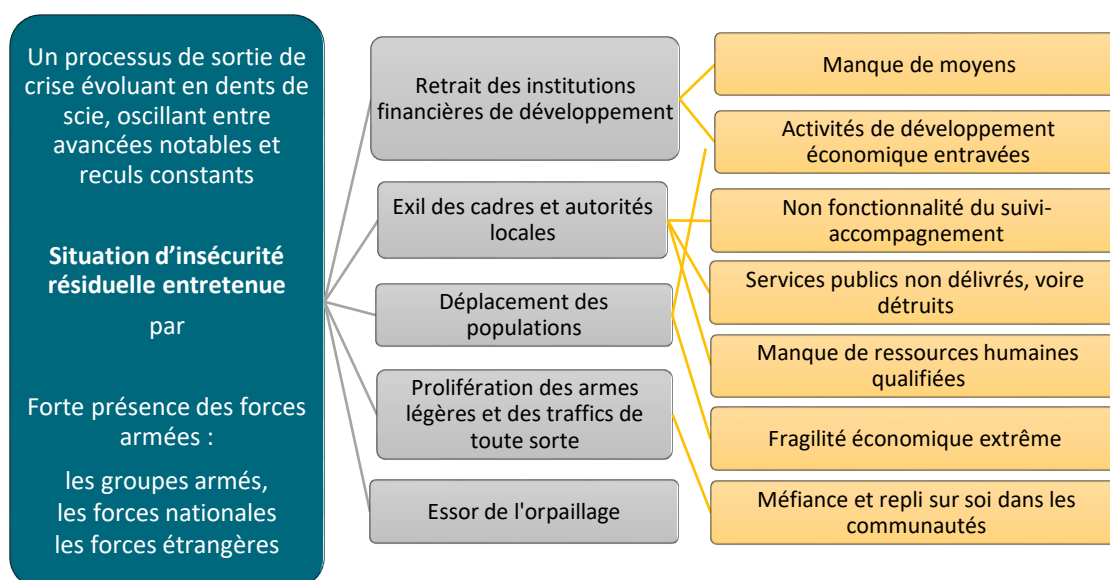 Un processus de sortie de
crise évoluant en dents de
scie, oscillant entre
avancées notables et
reculs constants
Situation d’insécurité
résiduelle entretenue
par
Forte présence des forces
armées :
les groupes armés,
les forces nationales
les forces étrangères
Retrait des institutions
financières de développement
Exil des cadres et autorités
locales
Déplacement des
populations
Prolifération des armes
légères et des traffics de
toute sorte
Essor de l'orpaillage
Manque de moyens
Activités de développement
économique entravées
Non fonctionnalité du suivi-
accompagnement
Services publics non délivrés, voire
détruits
Manque de ressources humaines
qualifiées
Fragilité économique extrême
Méfiance et repli sur soi dans les
communautés